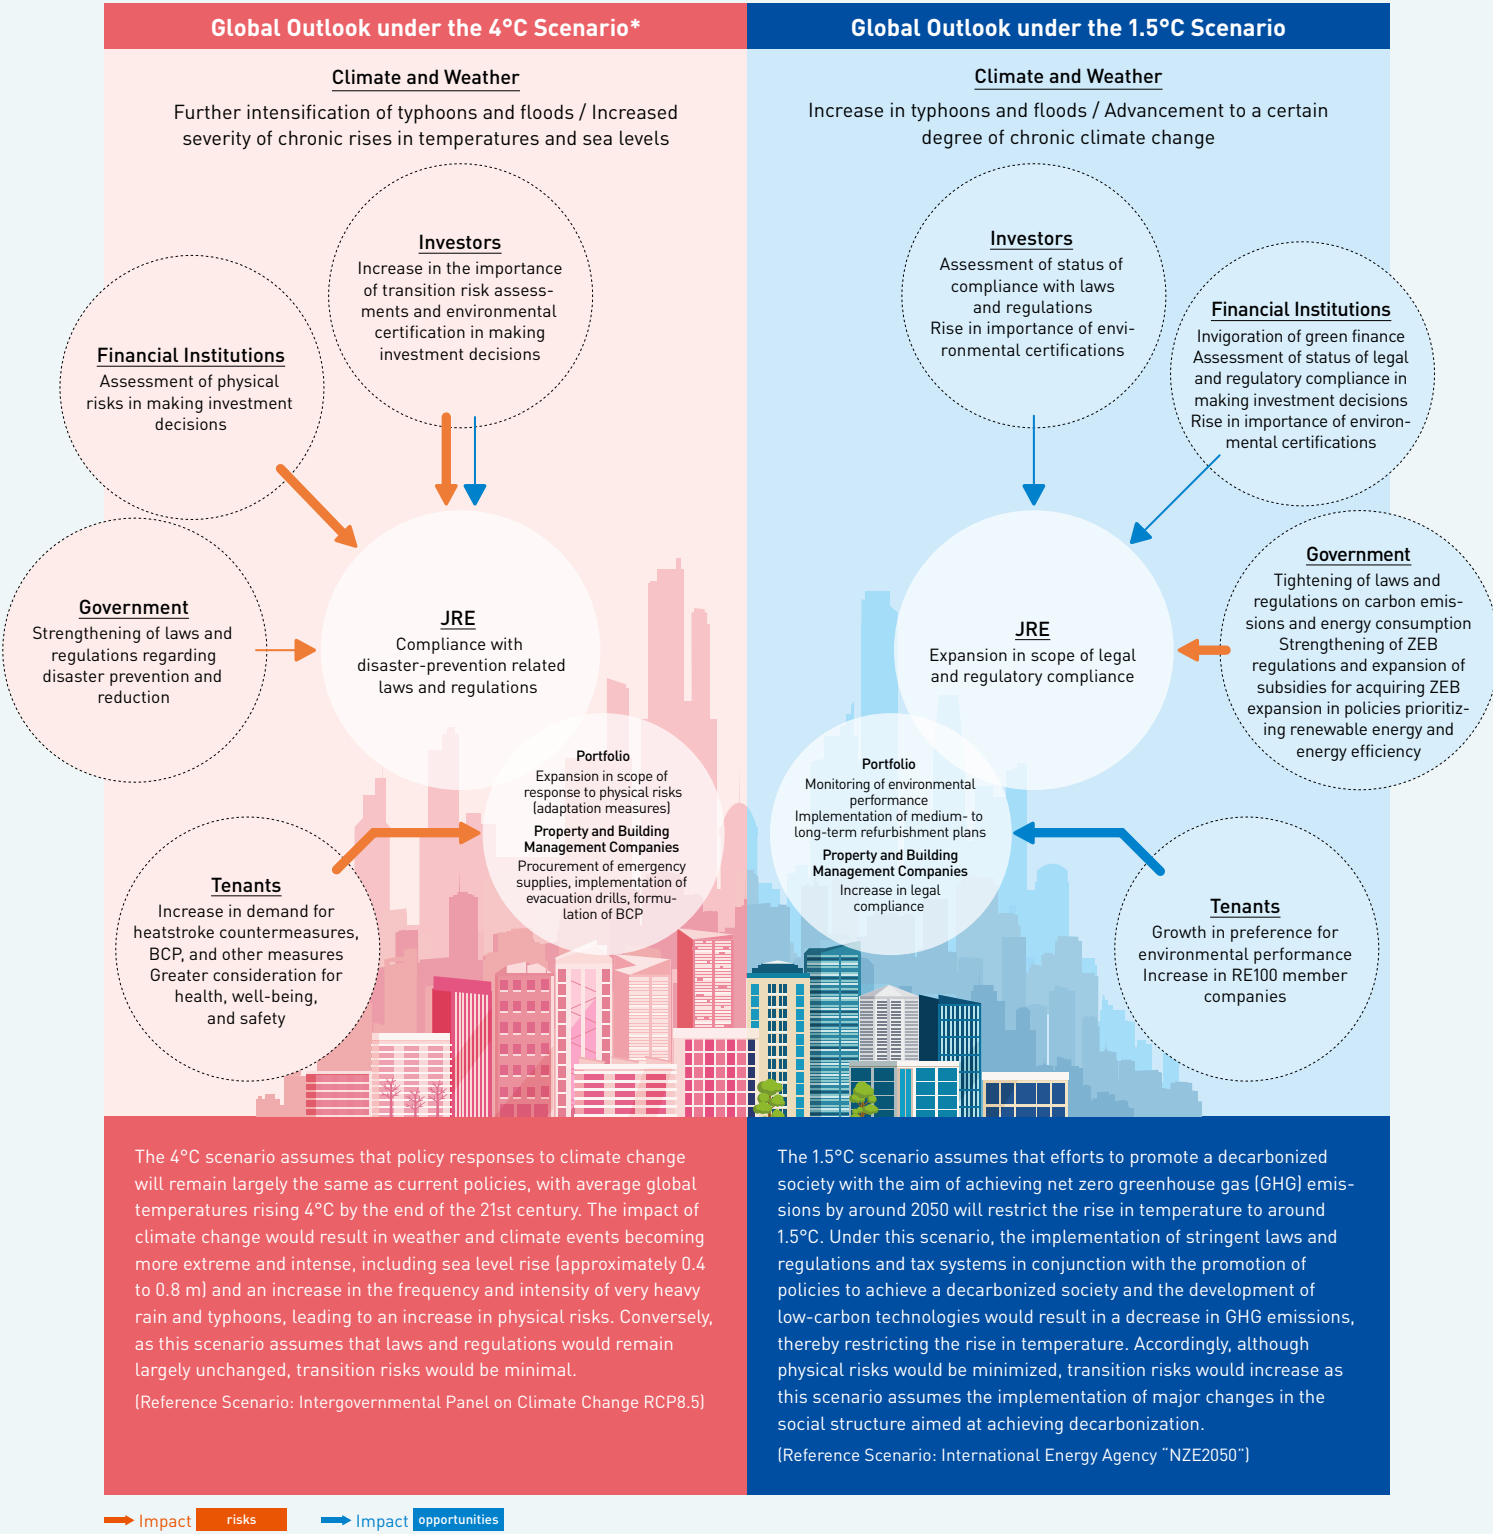 Global Outlook under the 4°C Scenario*
Climate and Weather
Further intensification of typhoons and floods / Increased
severity of chronic rises in temperatures and sea levels
Investors
Increase in the importance
of transition risk assess-
ments and environmental
certification in making
investment decisions
Financial Institutions
Assessment of physical
risks in making investment
decisions
Government
Strengthening of laws and
regulations regarding
disaster prevention and
reduction
JRE
Compliance with
disaster-prevention related
laws and regulations
Portfolio
Expansion in scope of
response to physical risks
(adaptation measures)
Property and Building
Management Companies
Procurement of emergency
supplies, implementation of
evacuation drills, formu-
lation of BCP
Tenants
Increase in demand for
heatstroke countermeasures,
BCP, and other measures
Greater consideration for
health, well-being,
and safety
The 4°C scenario assumes that policy responses to climate change
will remain largely the same as current policies, with average global
temperatures rising 4°C by the end of the 21st century. The impact of
climate change would result in weather and climate events becoming
more extreme and intense, including sea level rise (approximately 0.4
to 0.8 m) and an increase in the frequency and intensity of very heavy
rain and typhoons, leading to an increase in physical risks. Conversely,
as this scenario assumes that laws and regulations would remain
largely unchanged, transition risks would be minimal.
(Reference Scenario: Intergovernmental Panel on Climate Change RCP8.5)
Global Outlook under the 1.5°C Scenario
Climate and Weather
Increase in typhoons and floods / Advancement to a certain
degree of chronic climate change
Investors
Assessment of status of
compliance with laws
and regulations
Rise in importance of envi-
ronmental certifications
Financial Institutions
Invigoration of green finance
Assessment of status of legal
and regulatory compliance in
making investment decisions
Rise in importance of environ-
mental certifications
Government
Tightening of laws and
regulations on carbon emis-
sions and energy consumption
Strengthening of ZEB
regulations and expansion of
subsidies for acquiring ZEB
expansion in policies prioritiz-
ing renewable energy and
energy efficiency
JRE
Expansion in scope of legal
and regulatory compliance
Portfolio
Monitoring of environmental
performance
Implementation of medium- to
long-term refurbishment plans
Property and Building
Management Companies
Increase in legal
compliance
Tenants
Growth in preference for
environmental performance
Increase in RE100 member
companies
The 1.5°C scenario assumes that efforts to promote a decarbonized
society with the aim of achieving net zero greenhouse gas (GHG) emis-
sions by around 2050 will restrict the rise in temperature to around
1.5°C. Under this scenario, the implementation of stringent laws and
regulations and tax systems in conjunction with the promotion of
policies to achieve a decarbonized society and the development of
low-carbon technologies would result in a decrease in GHG emissions,
thereby restricting the rise in temperature. Accordingly, although
physical risks would be minimized, transition risks would increase as
this scenario assumes the implementation of major changes in the
social structure aimed at achieving decarbonization.
(Reference Scenario: International Energy Agency “NZE2050”)
Impact risks
Impact opportunities